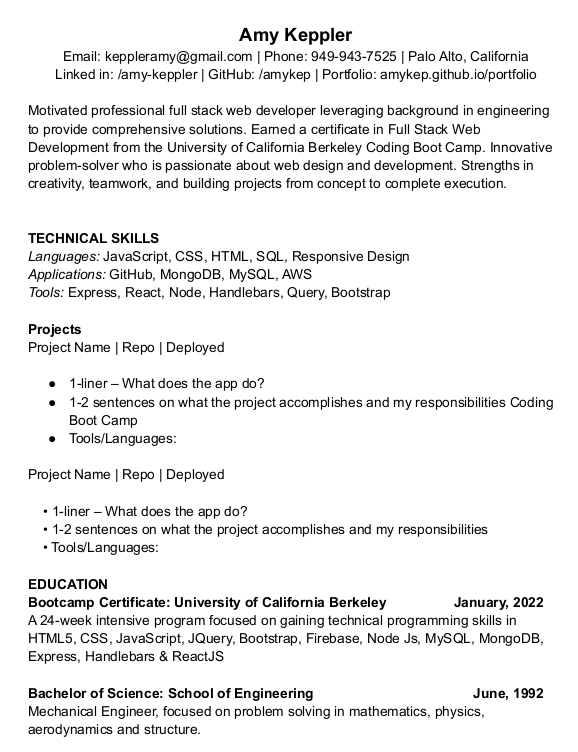 Amy Keppler
Email: keppleramy@gmail.com | Phone: 949-943-7525 | Palo Alto, California
Linked in: /amy-keppler | GitHub: /amykep | Portfolio: amykep.github.io/portfolio
Motivated professional full stack web developer leveraging background in engineering
to provide comprehensive solutions. Earned a certificate in Full Stack Web
Development from the University of California Berkeley Coding Boot Camp. Innovative
problem-solver who is passionate about web design and development. Strengths in
creativity, teamwork, and building projects from concept to complete execution.
TECHNICAL SKILLS
Languages: JavaScript, CSS, HTML, SQL, Responsive Design
Applications: GitHub, MongoDB, MySQL, AWS
Tools: Express, React, Node, Handlebars, Query, Bootstrap
Projects
Project Name | Repo | Deployed
● 1-liner – What does the app do?
● 1-2 sentences on what the project accomplishes and my responsibilities Coding
Boot Camp
● Tools/Languages:
Project Name | Repo | Deployed
• 1-liner – What does the app do?
• 1-2 sentences on what the project accomplishes and my responsibilities
• Tools/Languages:
EDUCATION
Bootcamp Certificate: University of California Berkeley January, 2022
A 24-week intensive program focused on gaining technical programming skills in
HTML5, CSS, JavaScript, JQuery, Bootstrap, Firebase, Node Js, MySQL, MongoDB,
Express, Handlebars & ReactJS
Bachelor of Science: School of Engineering June, 1992
Mechanical Engineer, focused on problem solving in mathematics, physics,
aerodynamics and structure.